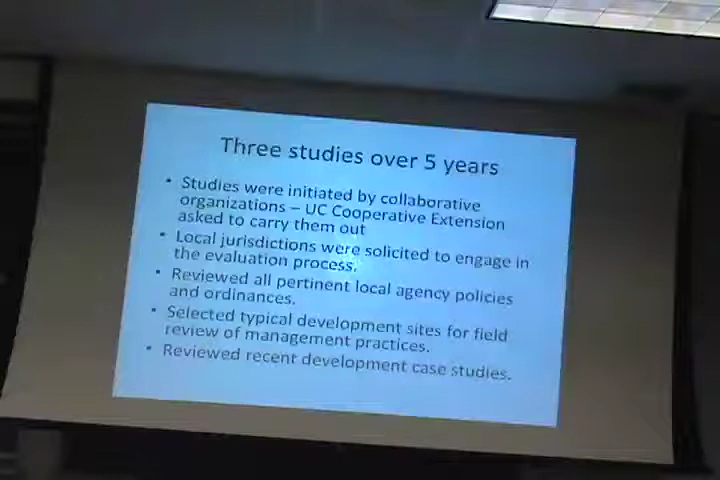 Three studies over 5 years
• Studies were initiated by collaborative
organizations – UC Cooperative Extension
asked to carry them out
• Local jurisdictions were solicited to engage in
the evaluation process.
• Reviewed all pertinent local agency policies
and ordinances.
• Selected typical development sites for field
review of management practices.
• Reviewed recent development case studies.